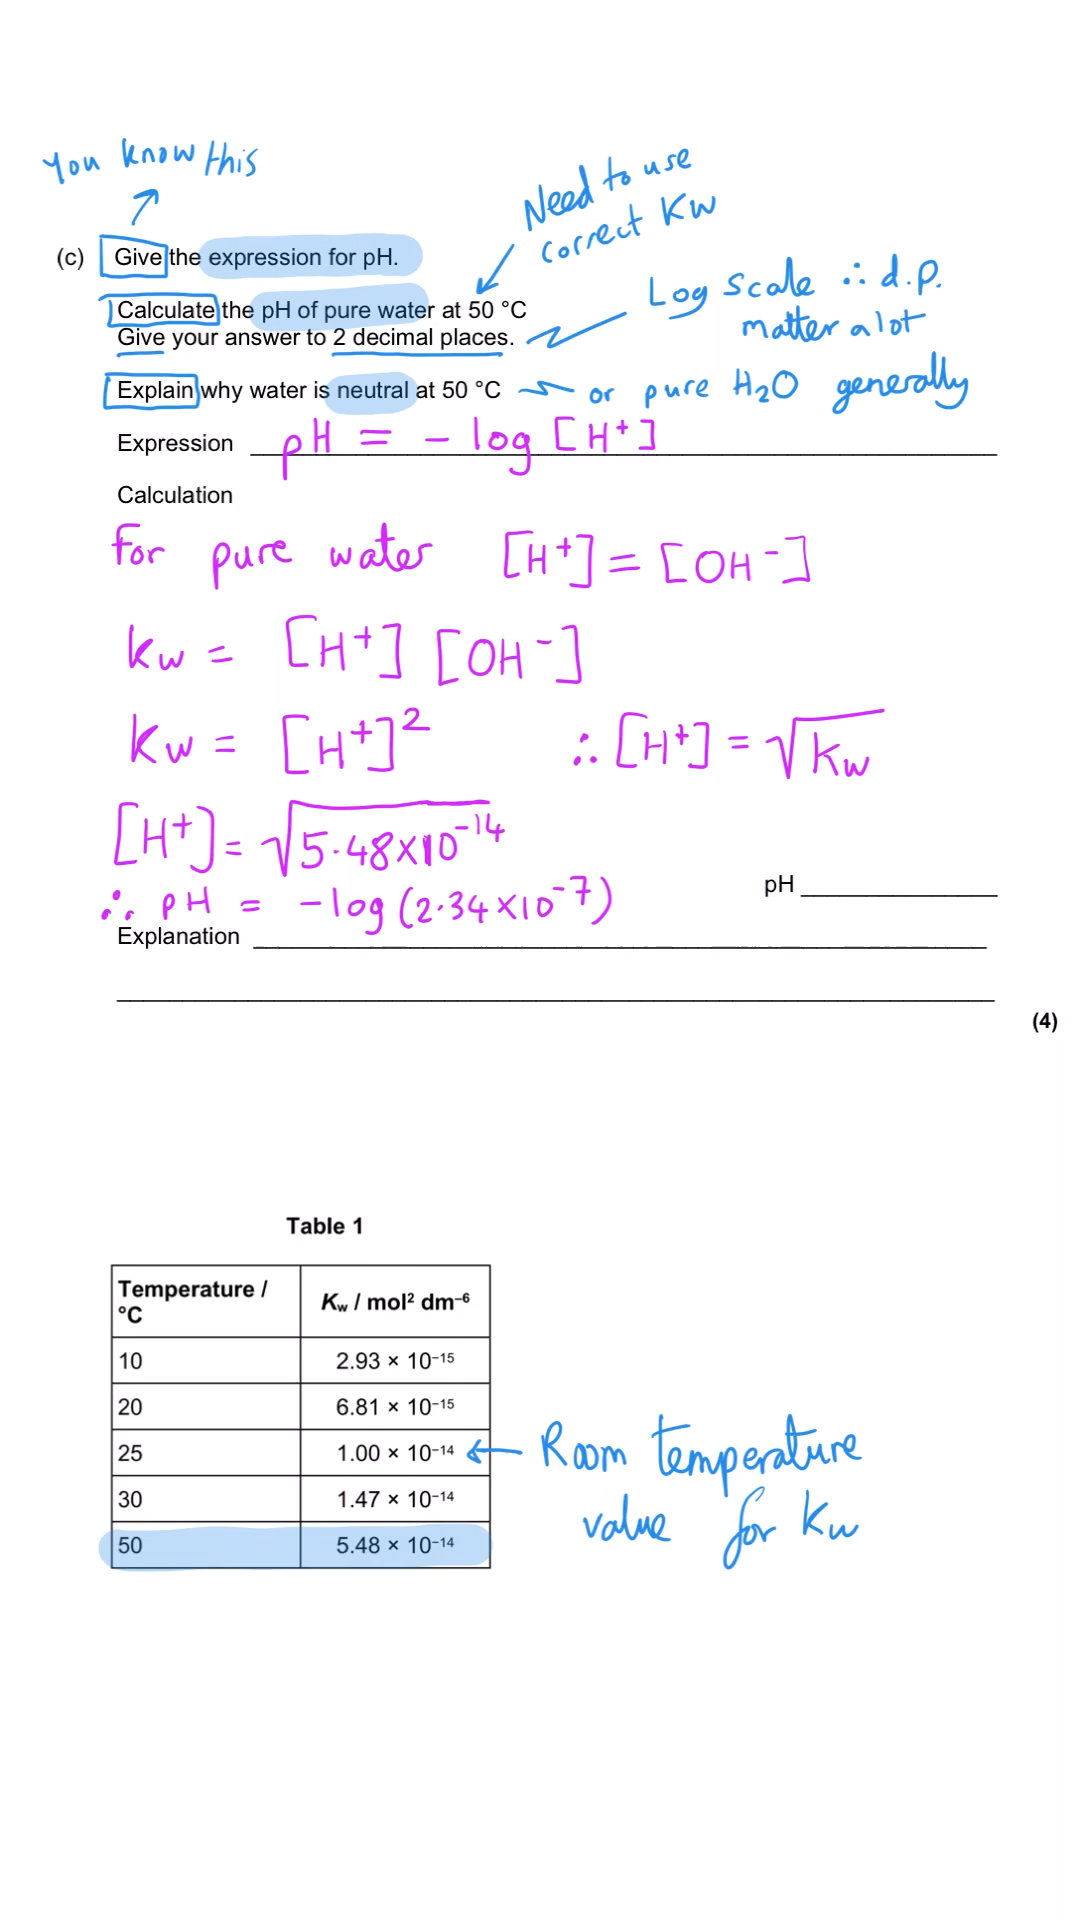 You know this
Need to use
correct Kw
(c) Give the expression for pH.
Log scale ∴ d.p.
matter a lot
Calculate the pH of pure water at 50 °C
Give your answer to 2 decimal places.
Explain why water is neutral at 50 °C
or pure H₂O generally
Expression pH = - log [H⁺]
Calculation
For pure water [H⁺] = [OH⁻]
Kw = [H⁺] [OH⁻]
Kw = [H⁺]² ∴ [H⁺] = √Kw
[H⁺] = √5.48×10⁻¹⁴
∴ pH = -log(2.34×10⁻⁷)
pH
Explanation
(4)
Table 1
Temperature / °C Kw / mol² dm⁻⁶
10 2.93 × 10⁻¹⁵
20 6.81 × 10⁻¹⁵
25 1.00 × 10⁻¹⁴ ← Room temperature
value for Kw
30 1.47 × 10⁻¹⁴
50 5.48 × 10⁻¹⁴